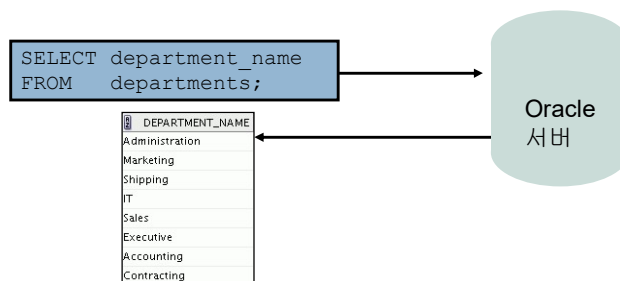 SELECT department_name
FROM departments;
Oracle
서버
DEPARTMENT_NAME
Administration
Marketing
Shipping
IT
Sales
Executive
Accounting
Contracting